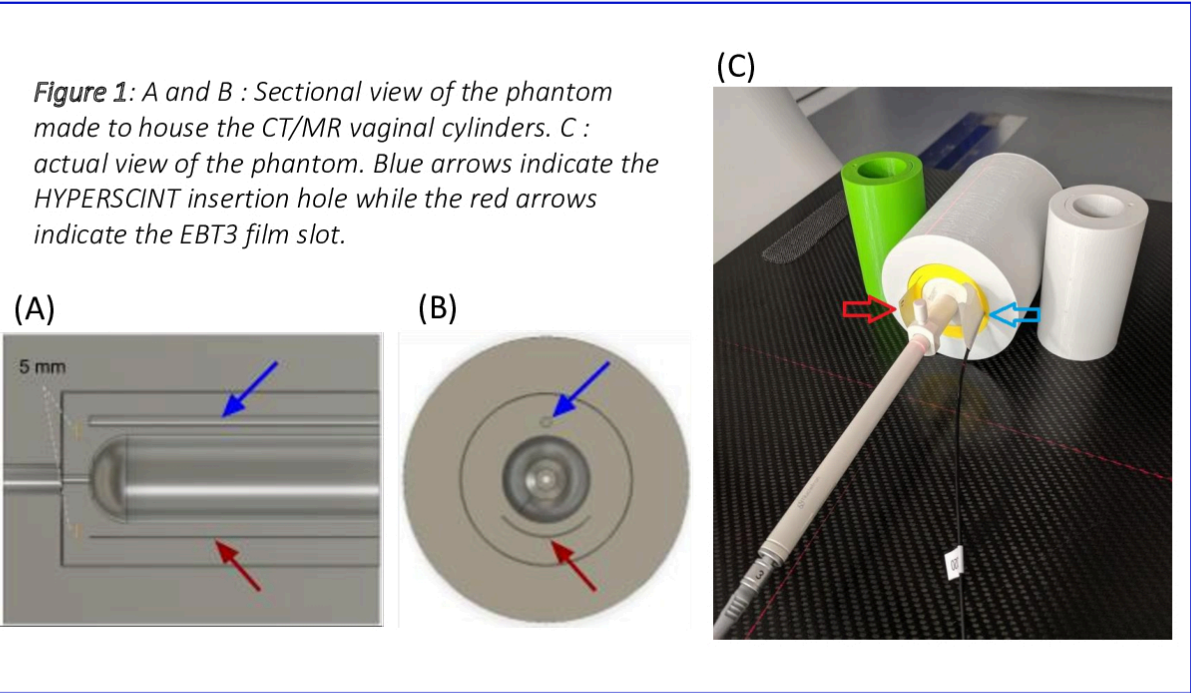 (C)
Figure 1: A and B : Sectional view of the phantom
made to house the CT/MR vaginal cylinders. C :
actual view of the phantom. Blue arrows indicate the
HYPERSCINT insertion hole while the red arrows
indicate the EBT3 film slot.
(A)
(B)
5 mm
3